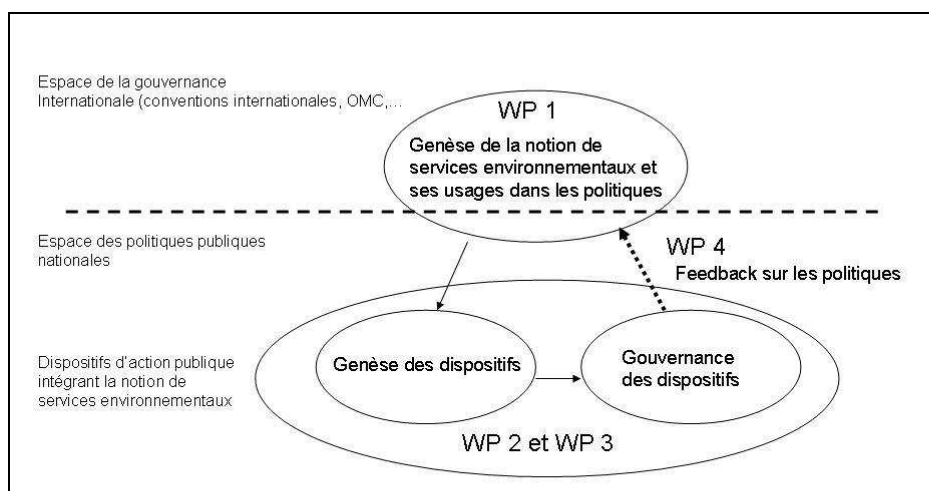 Espace de la gouvernance
Internationale (conventions internationales, OMC,...
WP 1
Genèse de la notion de
services environnementaux et
ses usages dans les politiques
Espace des politiques publiques
nationales
WP 4
Feedback sur les politiques
Dispositifs d'action publique
intégrant la notion de
services environnementaux
Genèse des dispositifs
Gouvernance
des dispositifs
WP 2 et WP 3